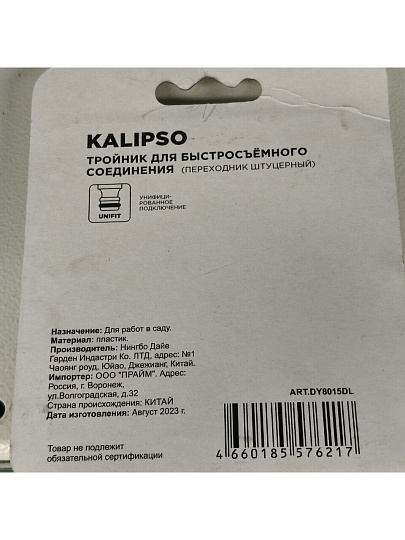 KALIPSO
ТРОЙНИК ДЛЯ БЫСТРОСЪЁМНОГО
СОЕДИНЕНИЯ (ПЕРЕХОДНИК ШТУЦЕРНЫЙ)
UNIFIT
УНИФИЦИ-
РОВАННОЕ
ПОДКЛЮЧЕНИЕ
Назначение: Для работ в саду.
Материал: пластик.
Производитель: Нингбо Дайе
Гарден Индастри Ко. ЛТД, адрес: №1
Чаоянг роуд, Юйао, Джежианг, Китай.
Импортер: ООО "ПРАЙМ". Адрес:
Россия, г. Воронеж,
ул.Волгоградская, д.32
Страна происхождения: КИТАЙ
Дата изготовления: Август 2023 г.
Товар не подлежит
обязательной сертификации
ART.DY8015DL
4 660185 576217